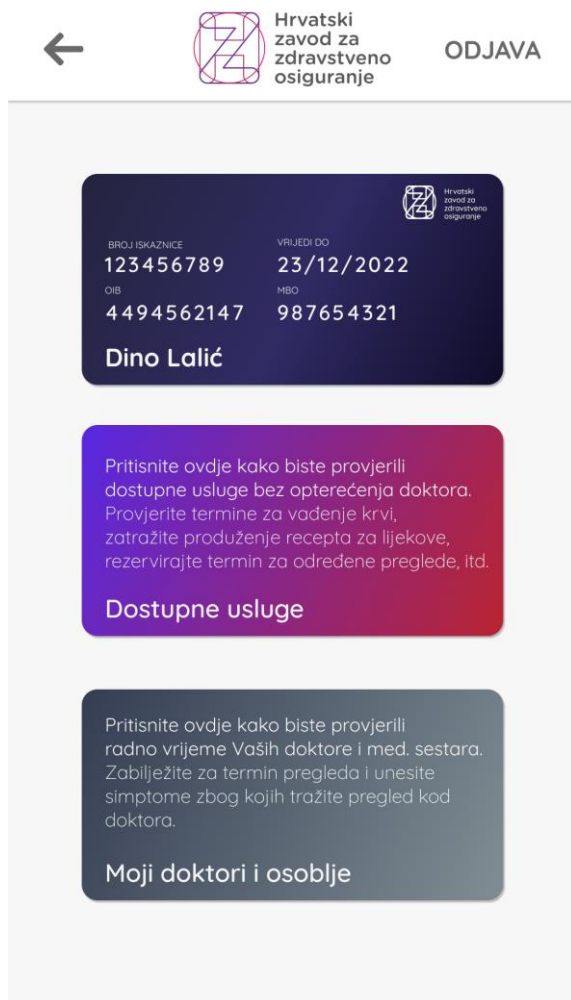 Hrvatski
zavod za
zdravstveno
osiguranje
ODJAVA
Hrvatski
zavod za
zdravstveno
osiguranje
BROJ ISKAZNICE
123456789
VRIJEDI DO
23/12/2022
OIB
4494562147
MBO
987654321
Dino Lalić
Pritisnite ovdje kako biste provjerili
dostupne usluge bez opterećenja doktora.
Provjerite termine za vađenje krvi,
zatražite produženje recepta za lijekove,
rezervirajte termin za određene preglede, itd.
Dostupne usluge
Pritisnite ovdje kako biste provjerili
radno vrijeme Vaših doktore i med. sestara.
Zabilježite za termin pregleda i unesite
simptome zbog kojih tražite pregled kod
doktora.
Moji doktori i osoblje